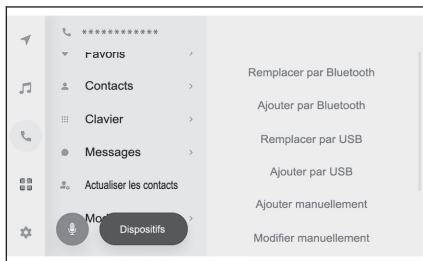 ************
Favoris
Contacts
Clavier
Messages
Actualiser les contacts
Dispositifs
Remplacer par Bluetooth
Ajouter par Bluetooth
Remplacer par USB
Ajouter par USB
Ajouter manuellement
Modifier manuellement